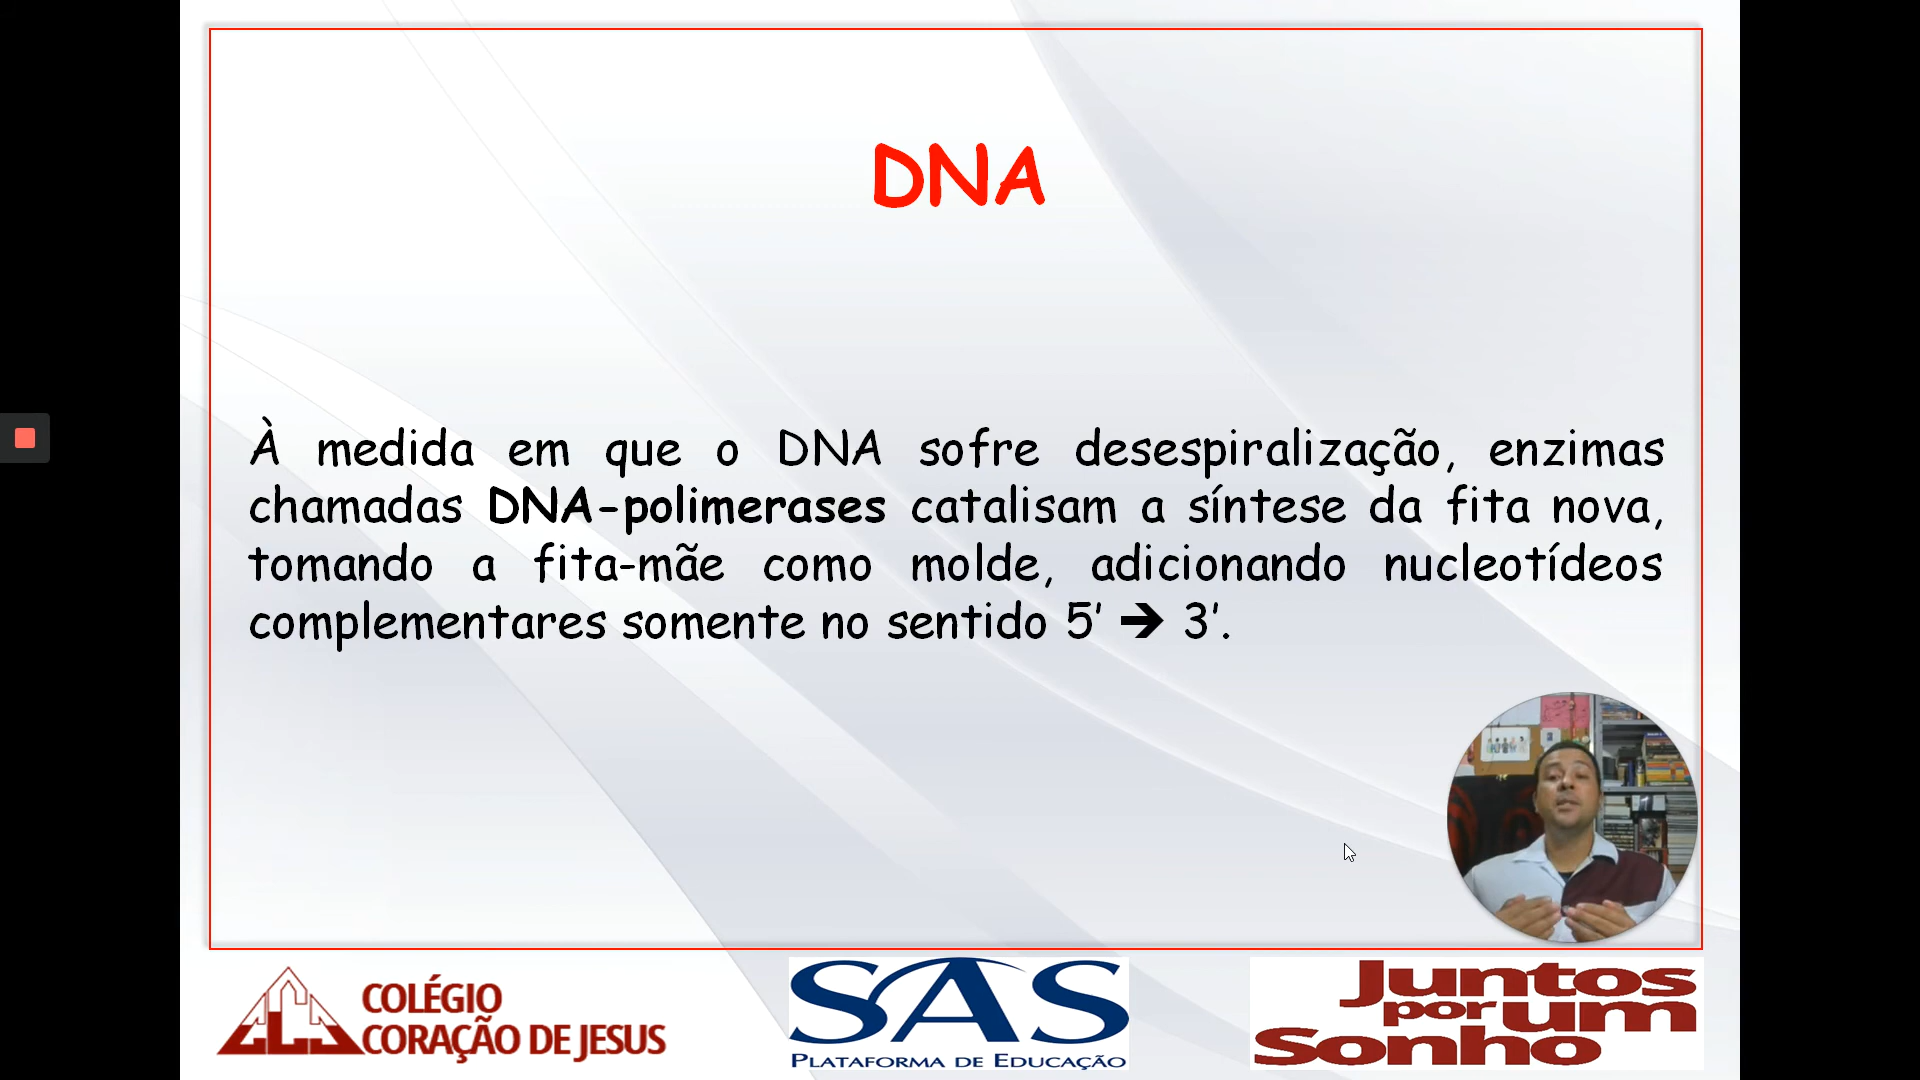 DNA
À medida em que o DNA sofre desespiralização, enzimas
chamadas DNA-polimerases catalisam a síntese da fita nova,
tomando a fita-mãe como molde, adicionando nucleotídeos
complementares somente no sentido 5' ➔ 3'.
COLÉGIO
CORAÇÃO DE JESUS
SAS
PLATAFORMA DE EDUCAÇÃO
Juntos
por um
Sonho